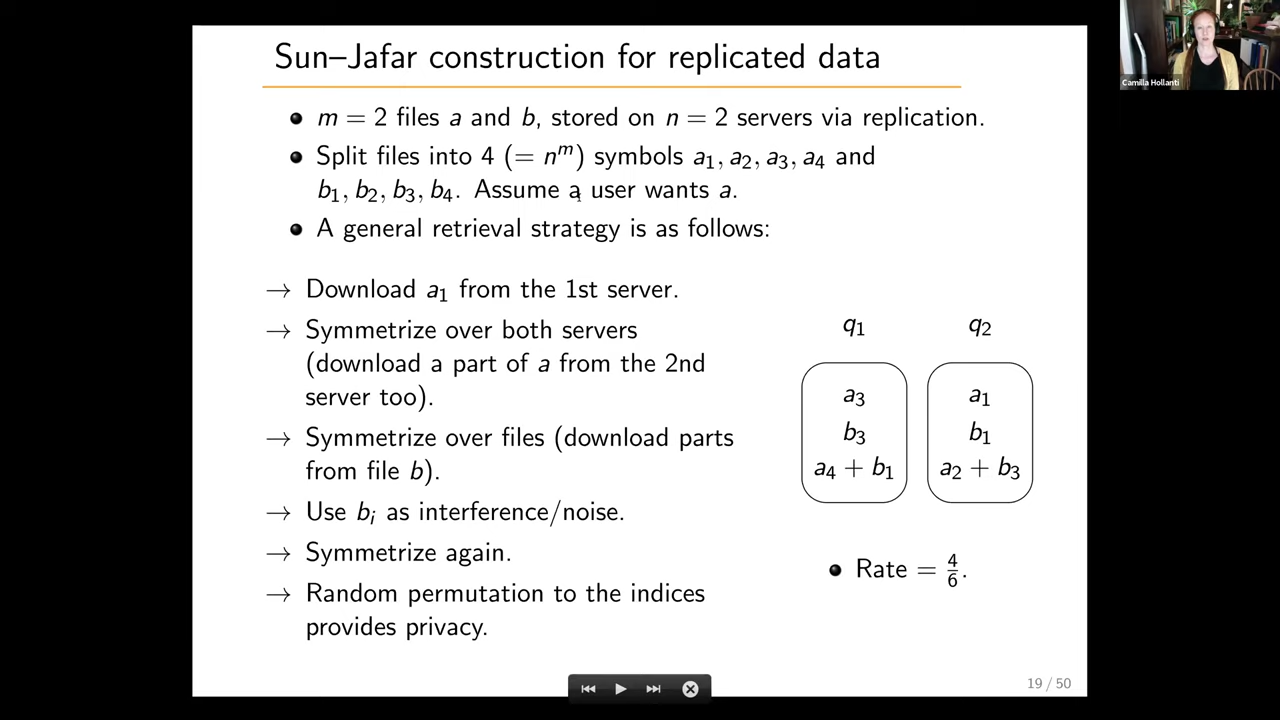 Sun–Jafar construction for replicated data
m = 2 files a and b, stored on n = 2 servers via replication.
Split files into 4 (= nᵐ) symbols a₁, a₂, a₃, a₄ and
b₁, b₂, b₃, b₄. Assume a user wants a.
A general retrieval strategy is as follows:
→ Download a₁ from the 1st server.
→ Symmetrize over both servers
(download a part of a from the 2nd
server too).
→ Symmetrize over files (download parts
from file b).
→ Use bᵢ as interference/noise.
→ Symmetrize again.
→ Random permutation to the indices
provides privacy.
q₁ q₂
a₃ a₁
b₃ b₁
a₄ + b₁ a₂ + b₃
Rate = 4/6.
19 / 50
Camilla Hollanti